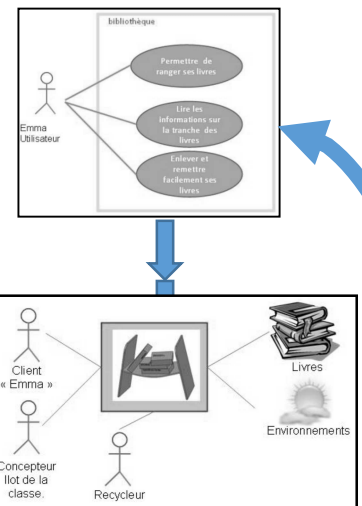 bibliothèque
Permettre de
ranger ses livres
Lire les
informations sur
la tranche des
livres
Enlever et
remettre
facilement ses
livres
Emma
Utilisateur
Client
« Emma »
Livres
Environnements
Concepteur
Ilot de la
classe.
Recycleur